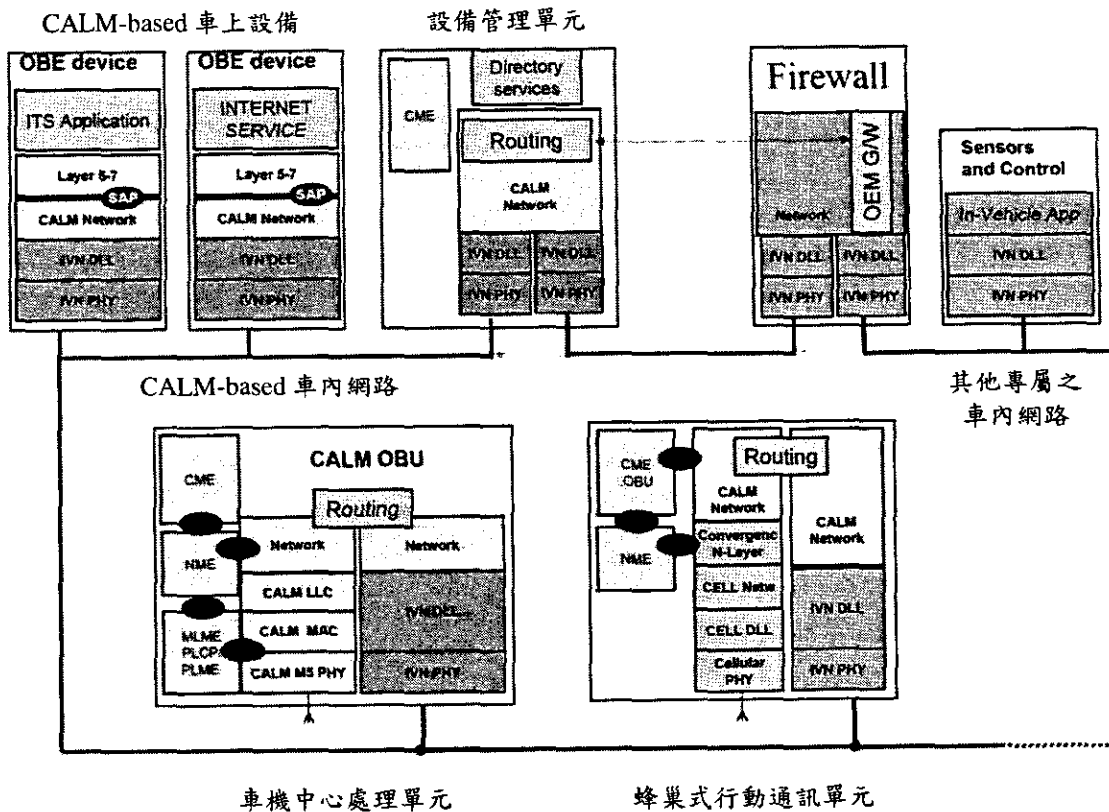 CALM-based 車上設備
設備管理單元
OBE device
ITS Application
Layer 5-7
SAP
CALM Network
IVN DLL
IVN PHY
OBE device
INTERNET
SERVICE
Layer 5-7
SAP
CALM Network
IVN DLL
IVN PHY
CME
Directory
services
Routing
CALM
Network
IVN DLL
IVN DLL
IVN PHY
IVN PHY
Firewall
Network
OEM G/W
IVN DLL
IVN DLL
IVN PHY
IVN PHY
Sensors
and Control
In-Vehicle App
IVN DLL
IVN PHY
CALM-based 車內網路
其他專屬之
車內網路
CALM OBU
CME
NME
MLME
PLCP
PLME
Routing
Network
CALM LLC
CALM MAC
CALM M5 PHY
Network
IVN DLL
IVN PHY
CME
OBU
NME
Routing
CALM
Network
Convergenc
N-Layer
CELL Netw
CELL DLL
Cellular
PHY
CALM
Network
IVN DLL
IVN PHY
車機中心處理單元
蜂巢式行動通訊單元